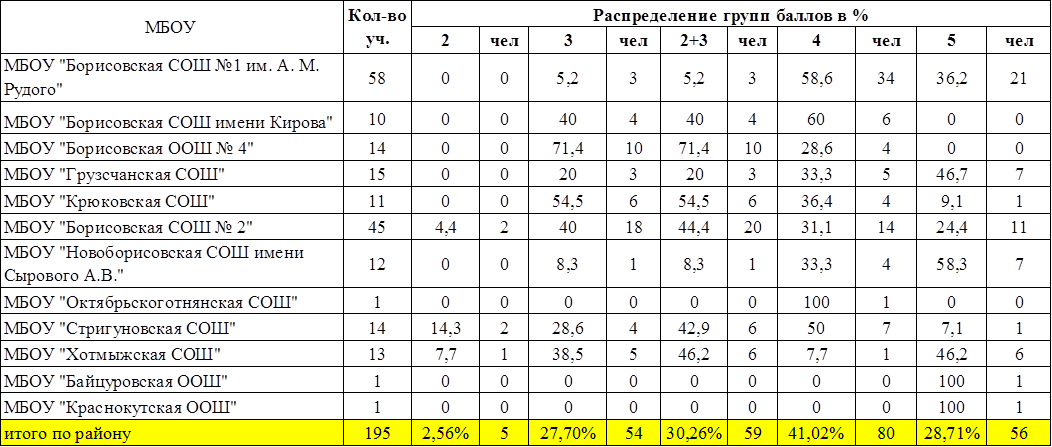 МБОУ Кол-во уч. Распределение групп баллов в %
2 чел 3 чел 2+3 чел 4 чел 5 чел
МБОУ "Борисовская СОШ №1 им. А. М. Рудого" 58 0 0 5,2 3 5,2 3 58,6 34 36,2 21
МБОУ "Борисовская СОШ имени Кирова" 10 0 0 40 4 40 4 60 6 0 0
МБОУ "Борисовская ООШ № 4" 14 0 0 71,4 10 71,4 10 28,6 4 0 0
МБОУ "Грузсчанская СОШ" 15 0 0 20 3 20 3 33,3 5 46,7 7
МБОУ "Крюковская СОШ" 11 0 0 54,5 6 54,5 6 36,4 4 9,1 1
МБОУ "Борисовская СОШ № 2" 45 4,4 2 40 18 44,4 20 31,1 14 24,4 11
МБОУ "Новоборисовская СОШ имени Сырового А.В." 12 0 0 8,3 1 8,3 1 33,3 4 58,3 7
МБОУ "Октябрьскоготнянская СОШ" 1 0 0 0 0 0 0 100 1 0 0
МБОУ "Стригуновская СОШ" 14 14,3 2 28,6 4 42,9 6 50 7 7,1 1
МБОУ "Хотмыжская СОШ" 13 7,7 1 38,5 5 46,2 6 7,7 1 46,2 6
МБОУ "Байцуровская ООШ" 1 0 0 0 0 0 0 0 0 100 1
МБОУ "Краснокутская ООШ" 1 0 0 0 0 0 0 0 0 100 1
итого по району 195 2,56% 5 27,70% 54 30,26% 59 41,02% 80 28,71% 56